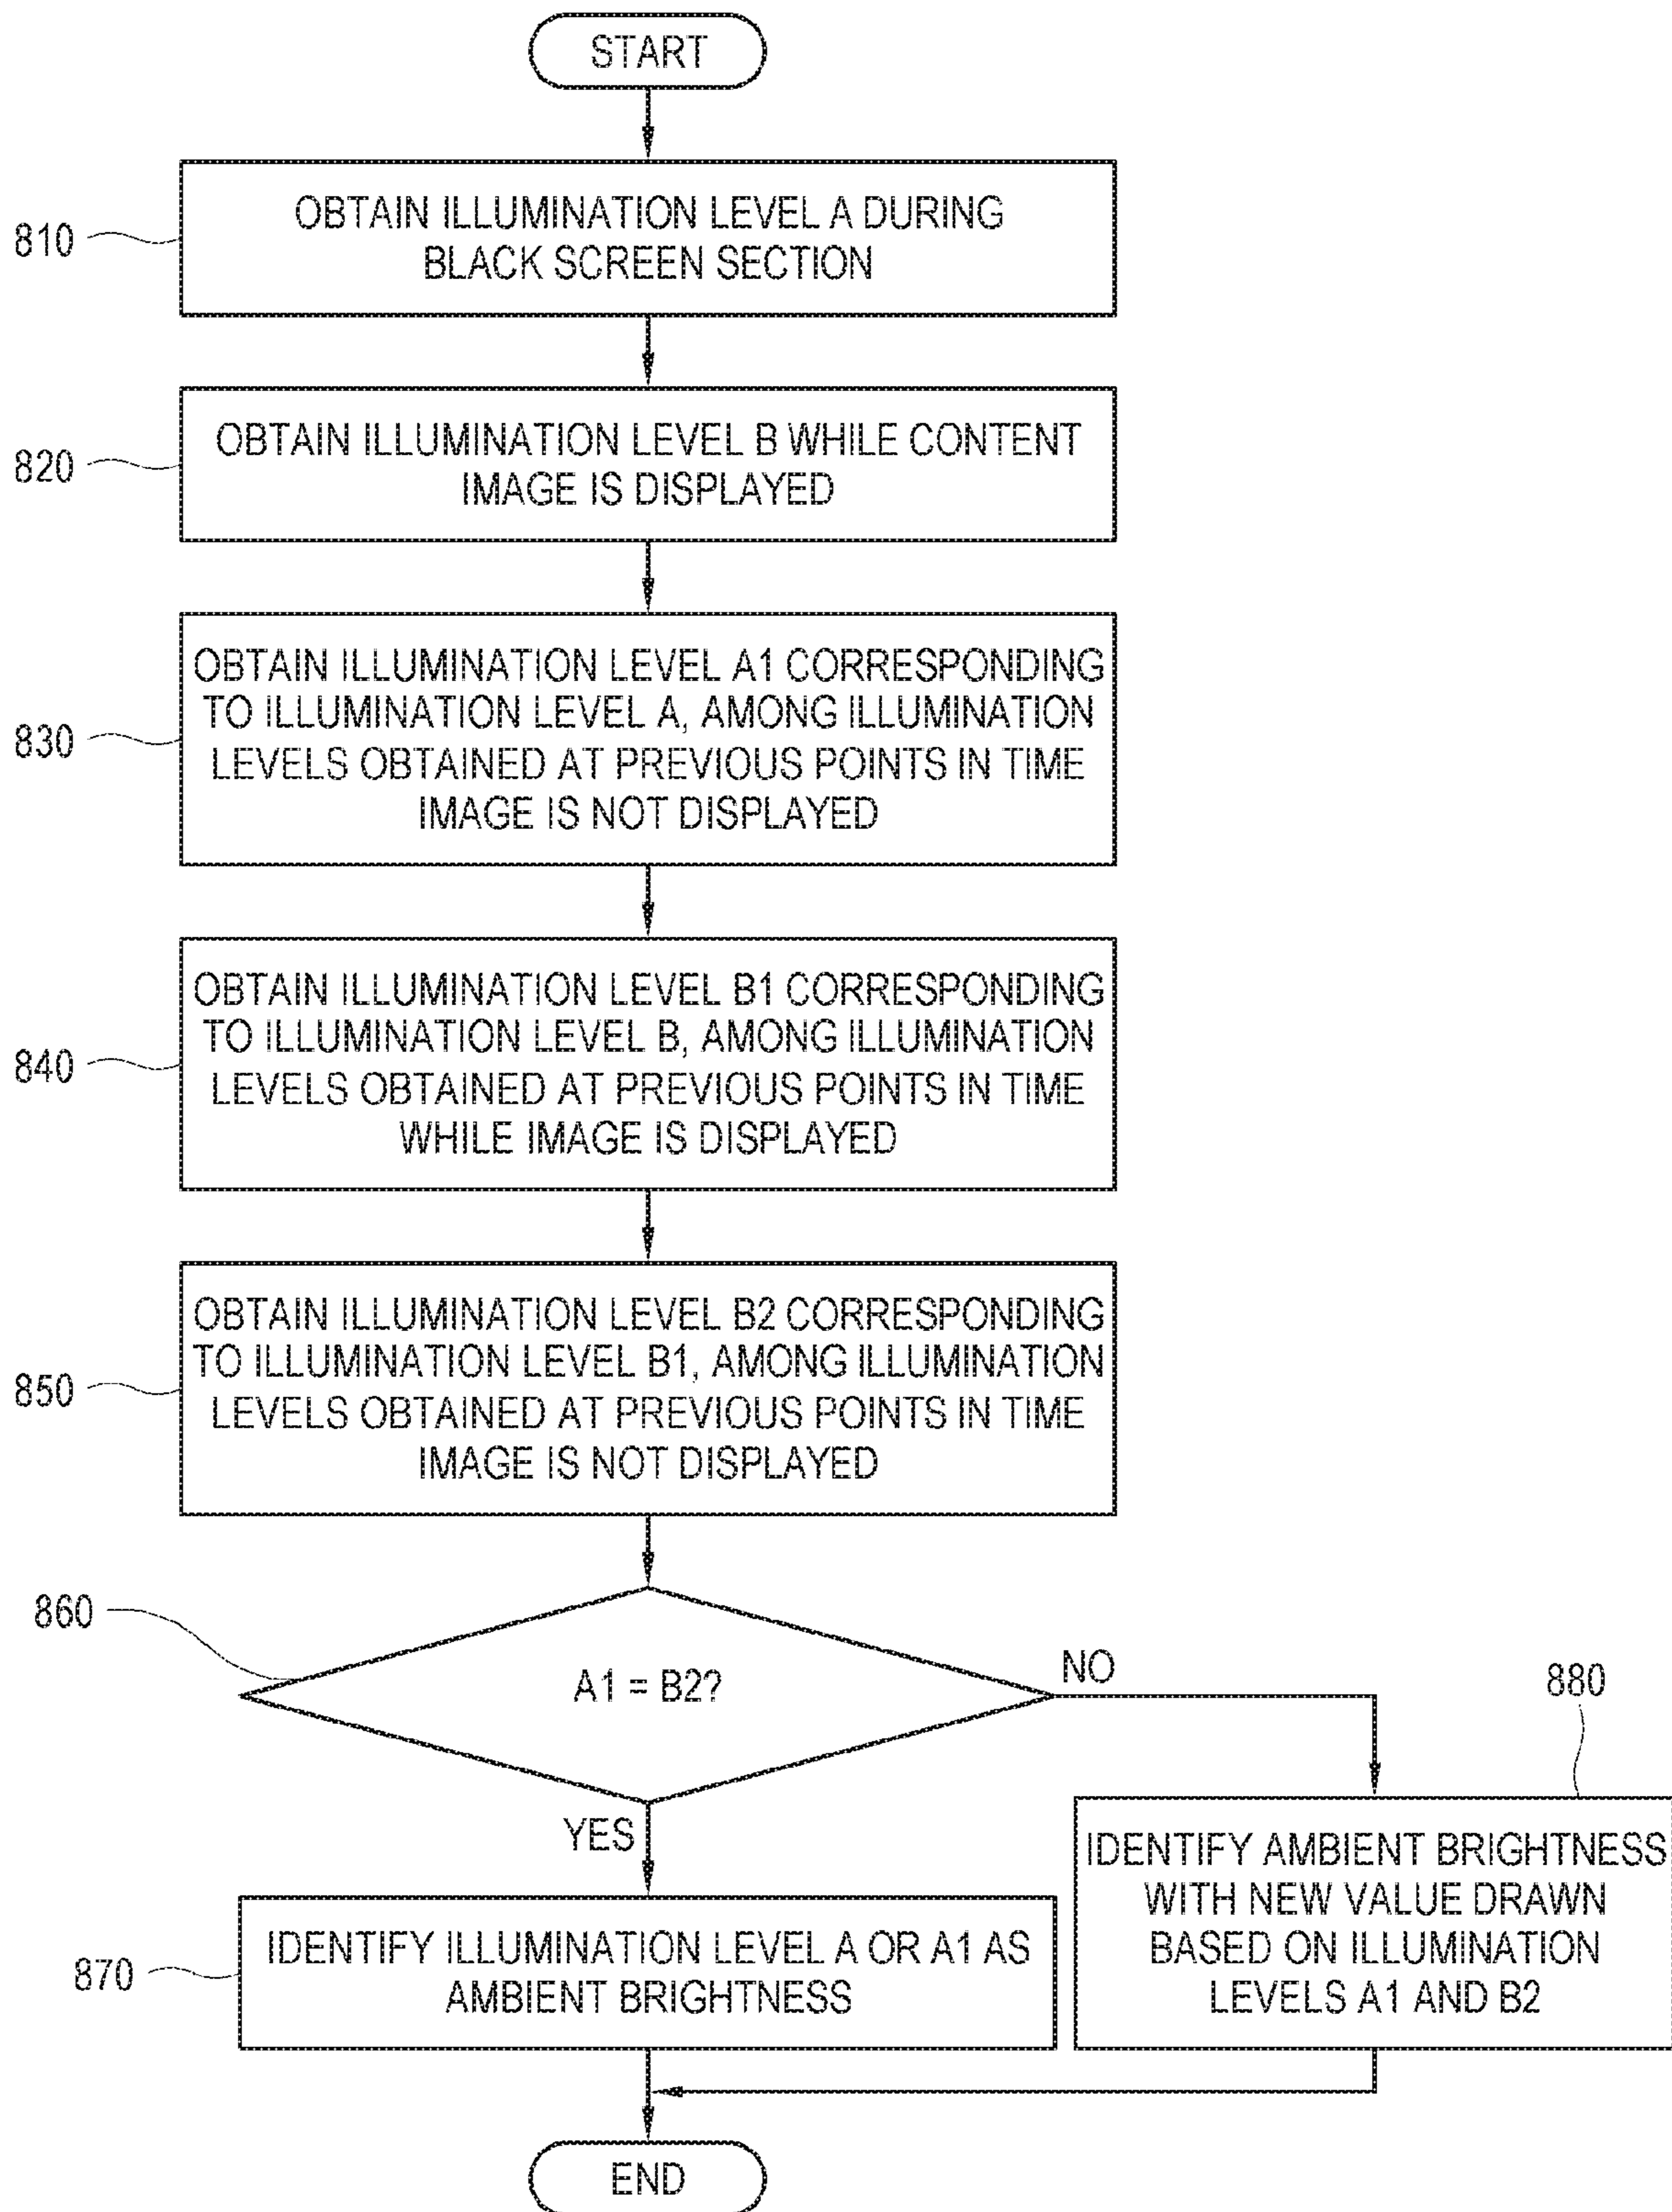 START
810
OBTAIN ILLUMINATION LEVEL A DURING
BLACK SCREEN SECTION
820
OBTAIN ILLUMINATION LEVEL B WHILE CONTENT
IMAGE IS DISPLAYED
830
OBTAIN ILLUMINATION LEVEL A1 CORRESPONDING
TO ILLUMINATION LEVEL A, AMONG ILLUMINATION
LEVELS OBTAINED AT PREVIOUS POINTS IN TIME
IMAGE IS NOT DISPLAYED
840
OBTAIN ILLUMINATION LEVEL B1 CORRESPONDING
TO ILLUMINATION LEVEL B, AMONG ILLUMINATION
LEVELS OBTAINED AT PREVIOUS POINTS IN TIME
WHILE IMAGE IS DISPLAYED
850
OBTAIN ILLUMINATION LEVEL B2 CORRESPONDING
TO ILLUMINATION LEVEL B1, AMONG ILLUMINATION
LEVELS OBTAINED AT PREVIOUS POINTS IN TIME
IMAGE IS NOT DISPLAYED
860
A1 = B2?
NO
YES
880
IDENTIFY AMBIENT BRIGHTNESS
WITH NEW VALUE DRAWN
BASED ON ILLUMINATION
LEVELS A1 AND B2
870
IDENTIFY ILLUMINATION LEVEL A OR A1 AS
AMBIENT BRIGHTNESS
END